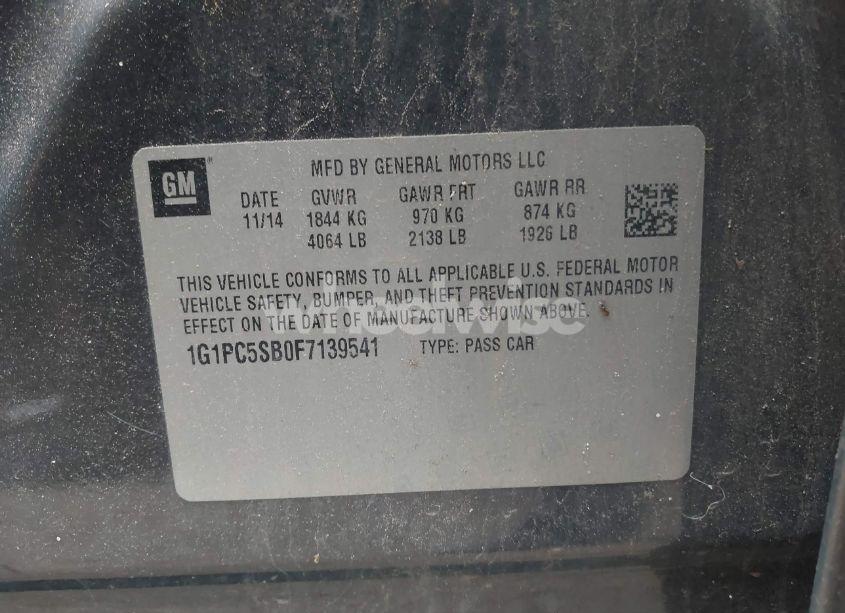 GM
MFD BY GENERAL MOTORS LLC
DATE GVWR GAWR FRT GAWR RR
11/14 1844 KG 970 KG 874 KG
4064 LB 2138 LB 1926 LB
THIS VEHICLE CONFORMS TO ALL APPLICABLE U.S. FEDERAL MOTOR
VEHICLE SAFETY, BUMPER, AND THEFT PREVENTION STANDARDS IN
EFFECT ON THE DATE OF MANUFACTURE SHOWN ABOVE.
wheelwise
1G1PC5SB0F7139541 TYPE: PASS CAR